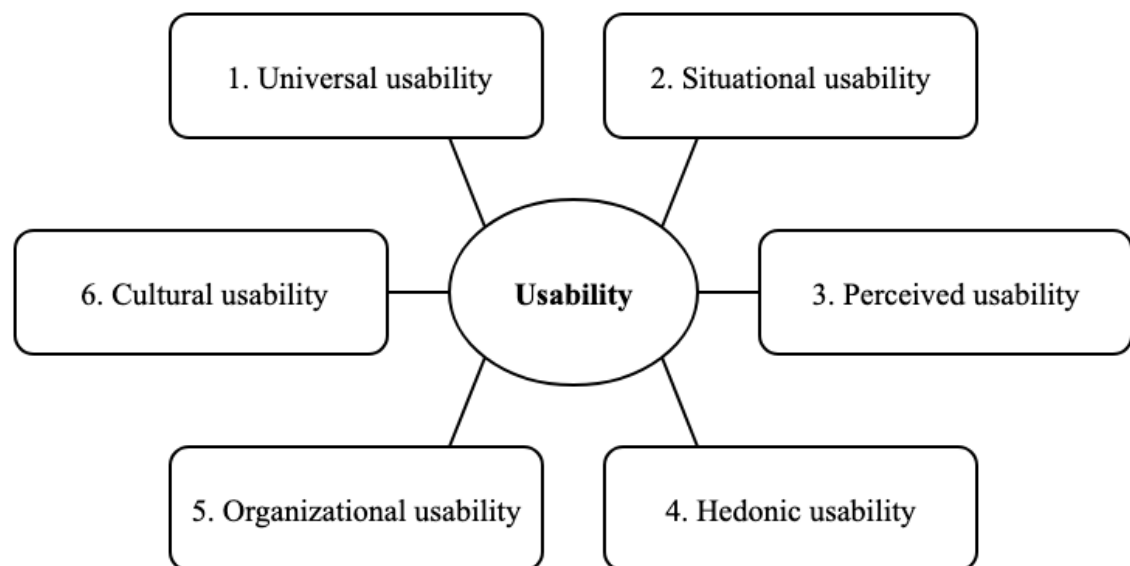 1. Universal usability
2. Situational usability
6. Cultural usability
Usability
3. Perceived usability
5. Organizational usability
4. Hedonic usability